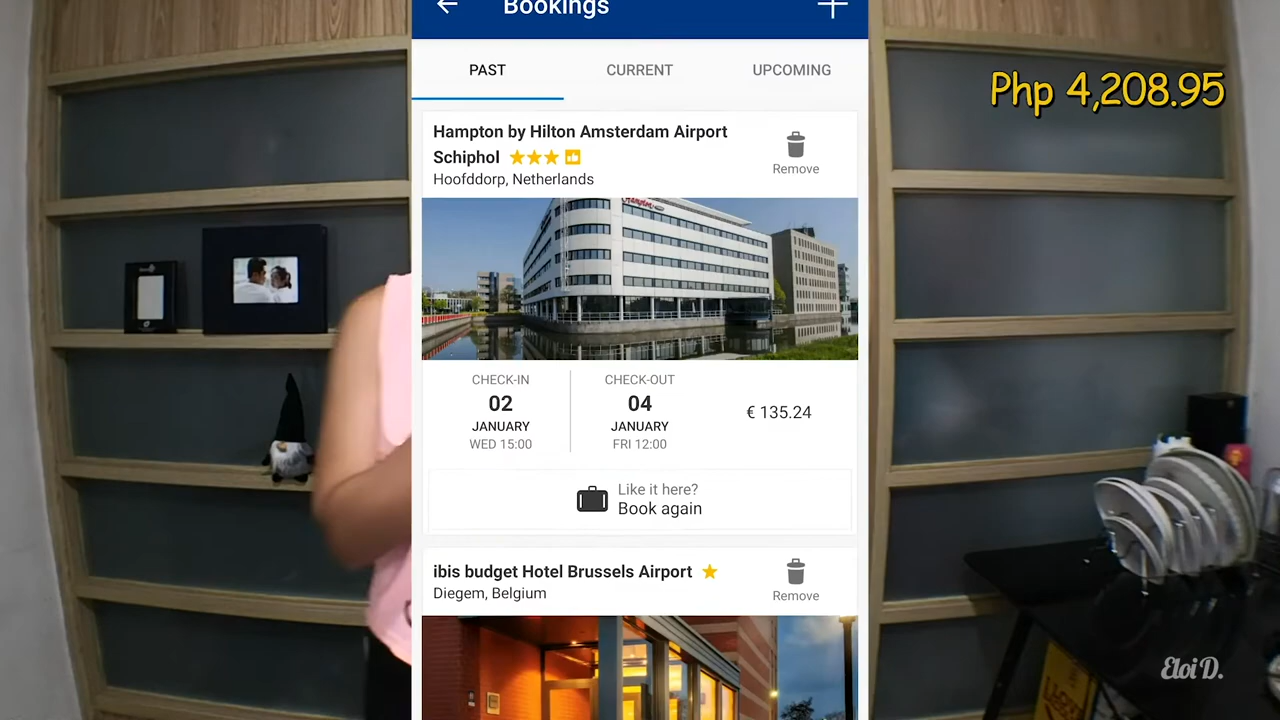 Bookings
PAST
CURRENT
UPCOMING
Php 4,208.95
Hampton by Hilton Amsterdam Airport
Schiphol
Hoofddorp, Netherlands
Remove
CHECK-IN
02
JANUARY
WED 15:00
CHECK-OUT
04
JANUARY
FRI 12:00
€ 135.24
Like it here?
Book again
ibis budget Hotel Brussels Airport
Diegem, Belgium
Remove
Eloi D.